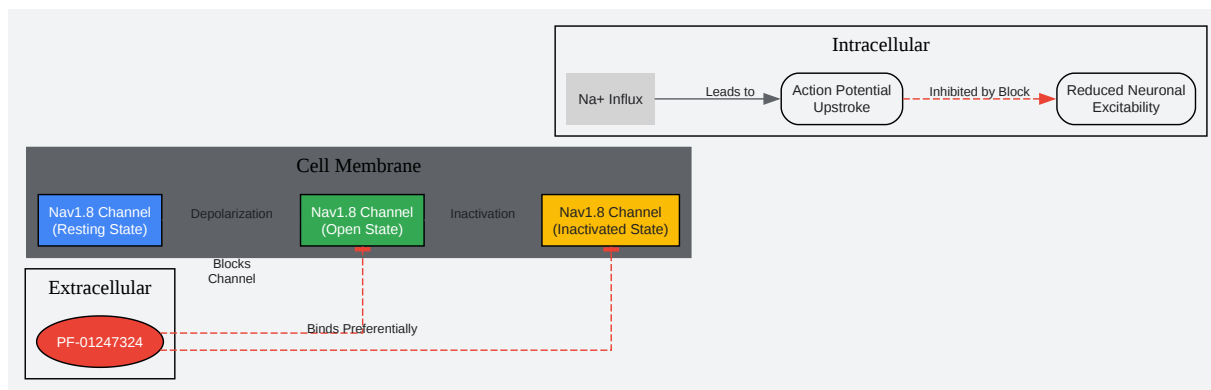 Intracellular
Na+ Influx
Leads to
Action Potential
Upstroke
Inhibited by Block
Reduced Neuronal
Excitability
Cell Membrane
Nav1.8 Channel
(Resting State)
Depolarization
Nav1.8 Channel
(Open State)
Inactivation
Nav1.8 Channel
(Inactivated State)
Blocks
Channel
Extracellular
PF-01247324
Binds Preferentially